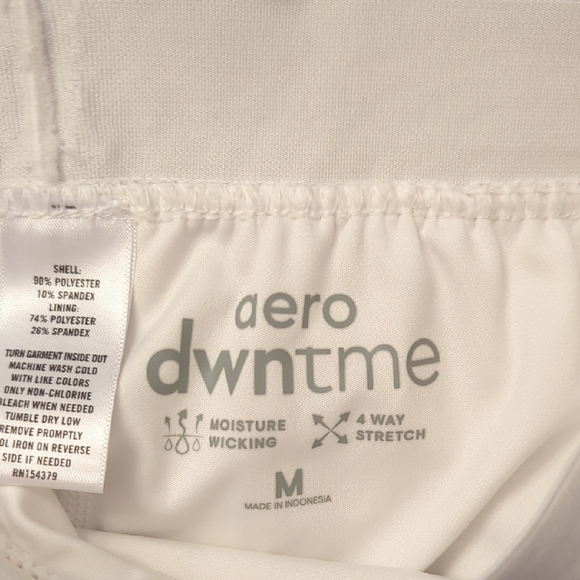 SHELL:
90% POLYESTER
10% SPANDEX
LINING:
74% POLYESTER
26% SPANDEX
TURN GARMENT INSIDE OUT
MACHINE WASH COLD
WITH LIKE COLORS
ONLY NON-CHLORINE
BLEACH WHEN NEEDED
TUMBLE DRY LOW
REMOVE PROMPTLY
OL IRON ON REVERSE
SIDE IF NEEDED
RN154379
aero
dwntme
MOISTURE
WICKING
4 WAY
STRETCH
M
MADE IN INDONESIA